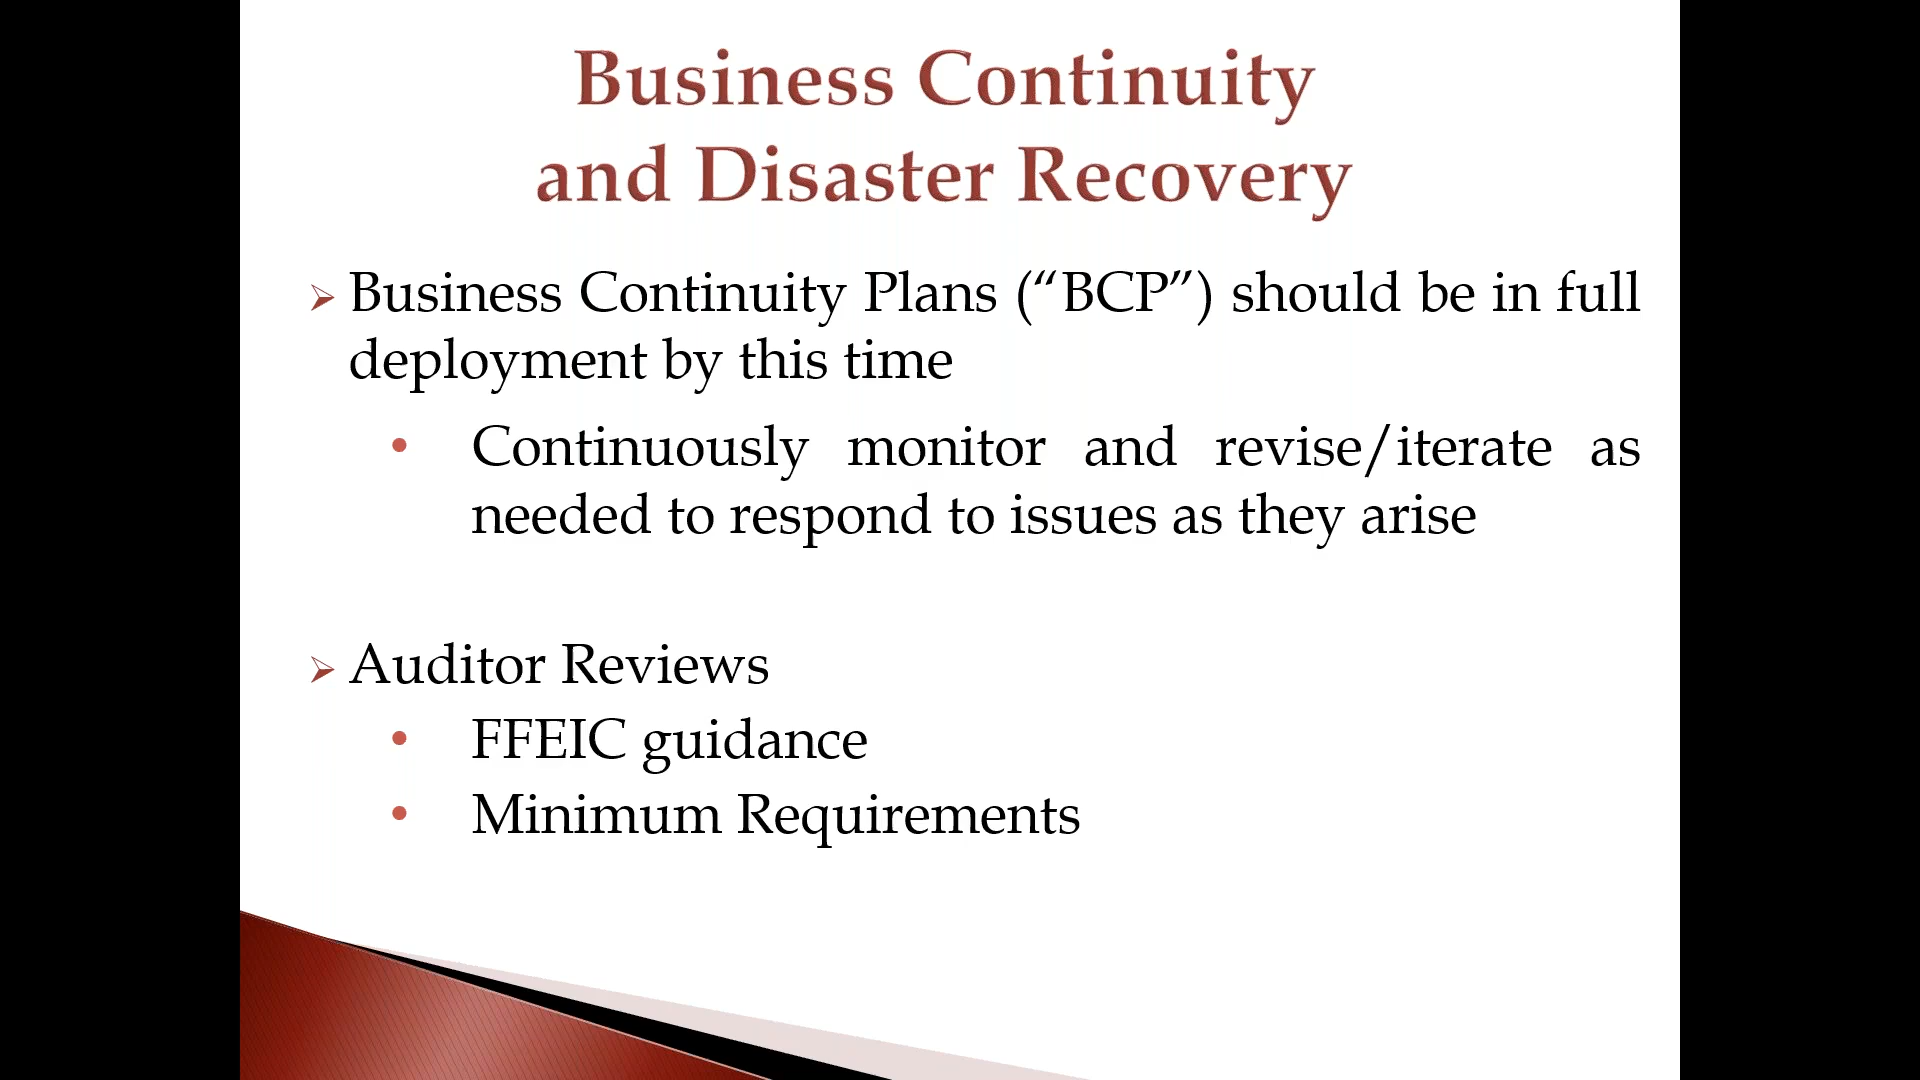 Business Continuity
and Disaster Recovery
Business Continuity Plans (“BCP”) should be in full
deployment by this time
Continuously monitor and revise/iterate as
needed to respond to issues as they arise
Auditor Reviews
FFEIC guidance
Minimum Requirements